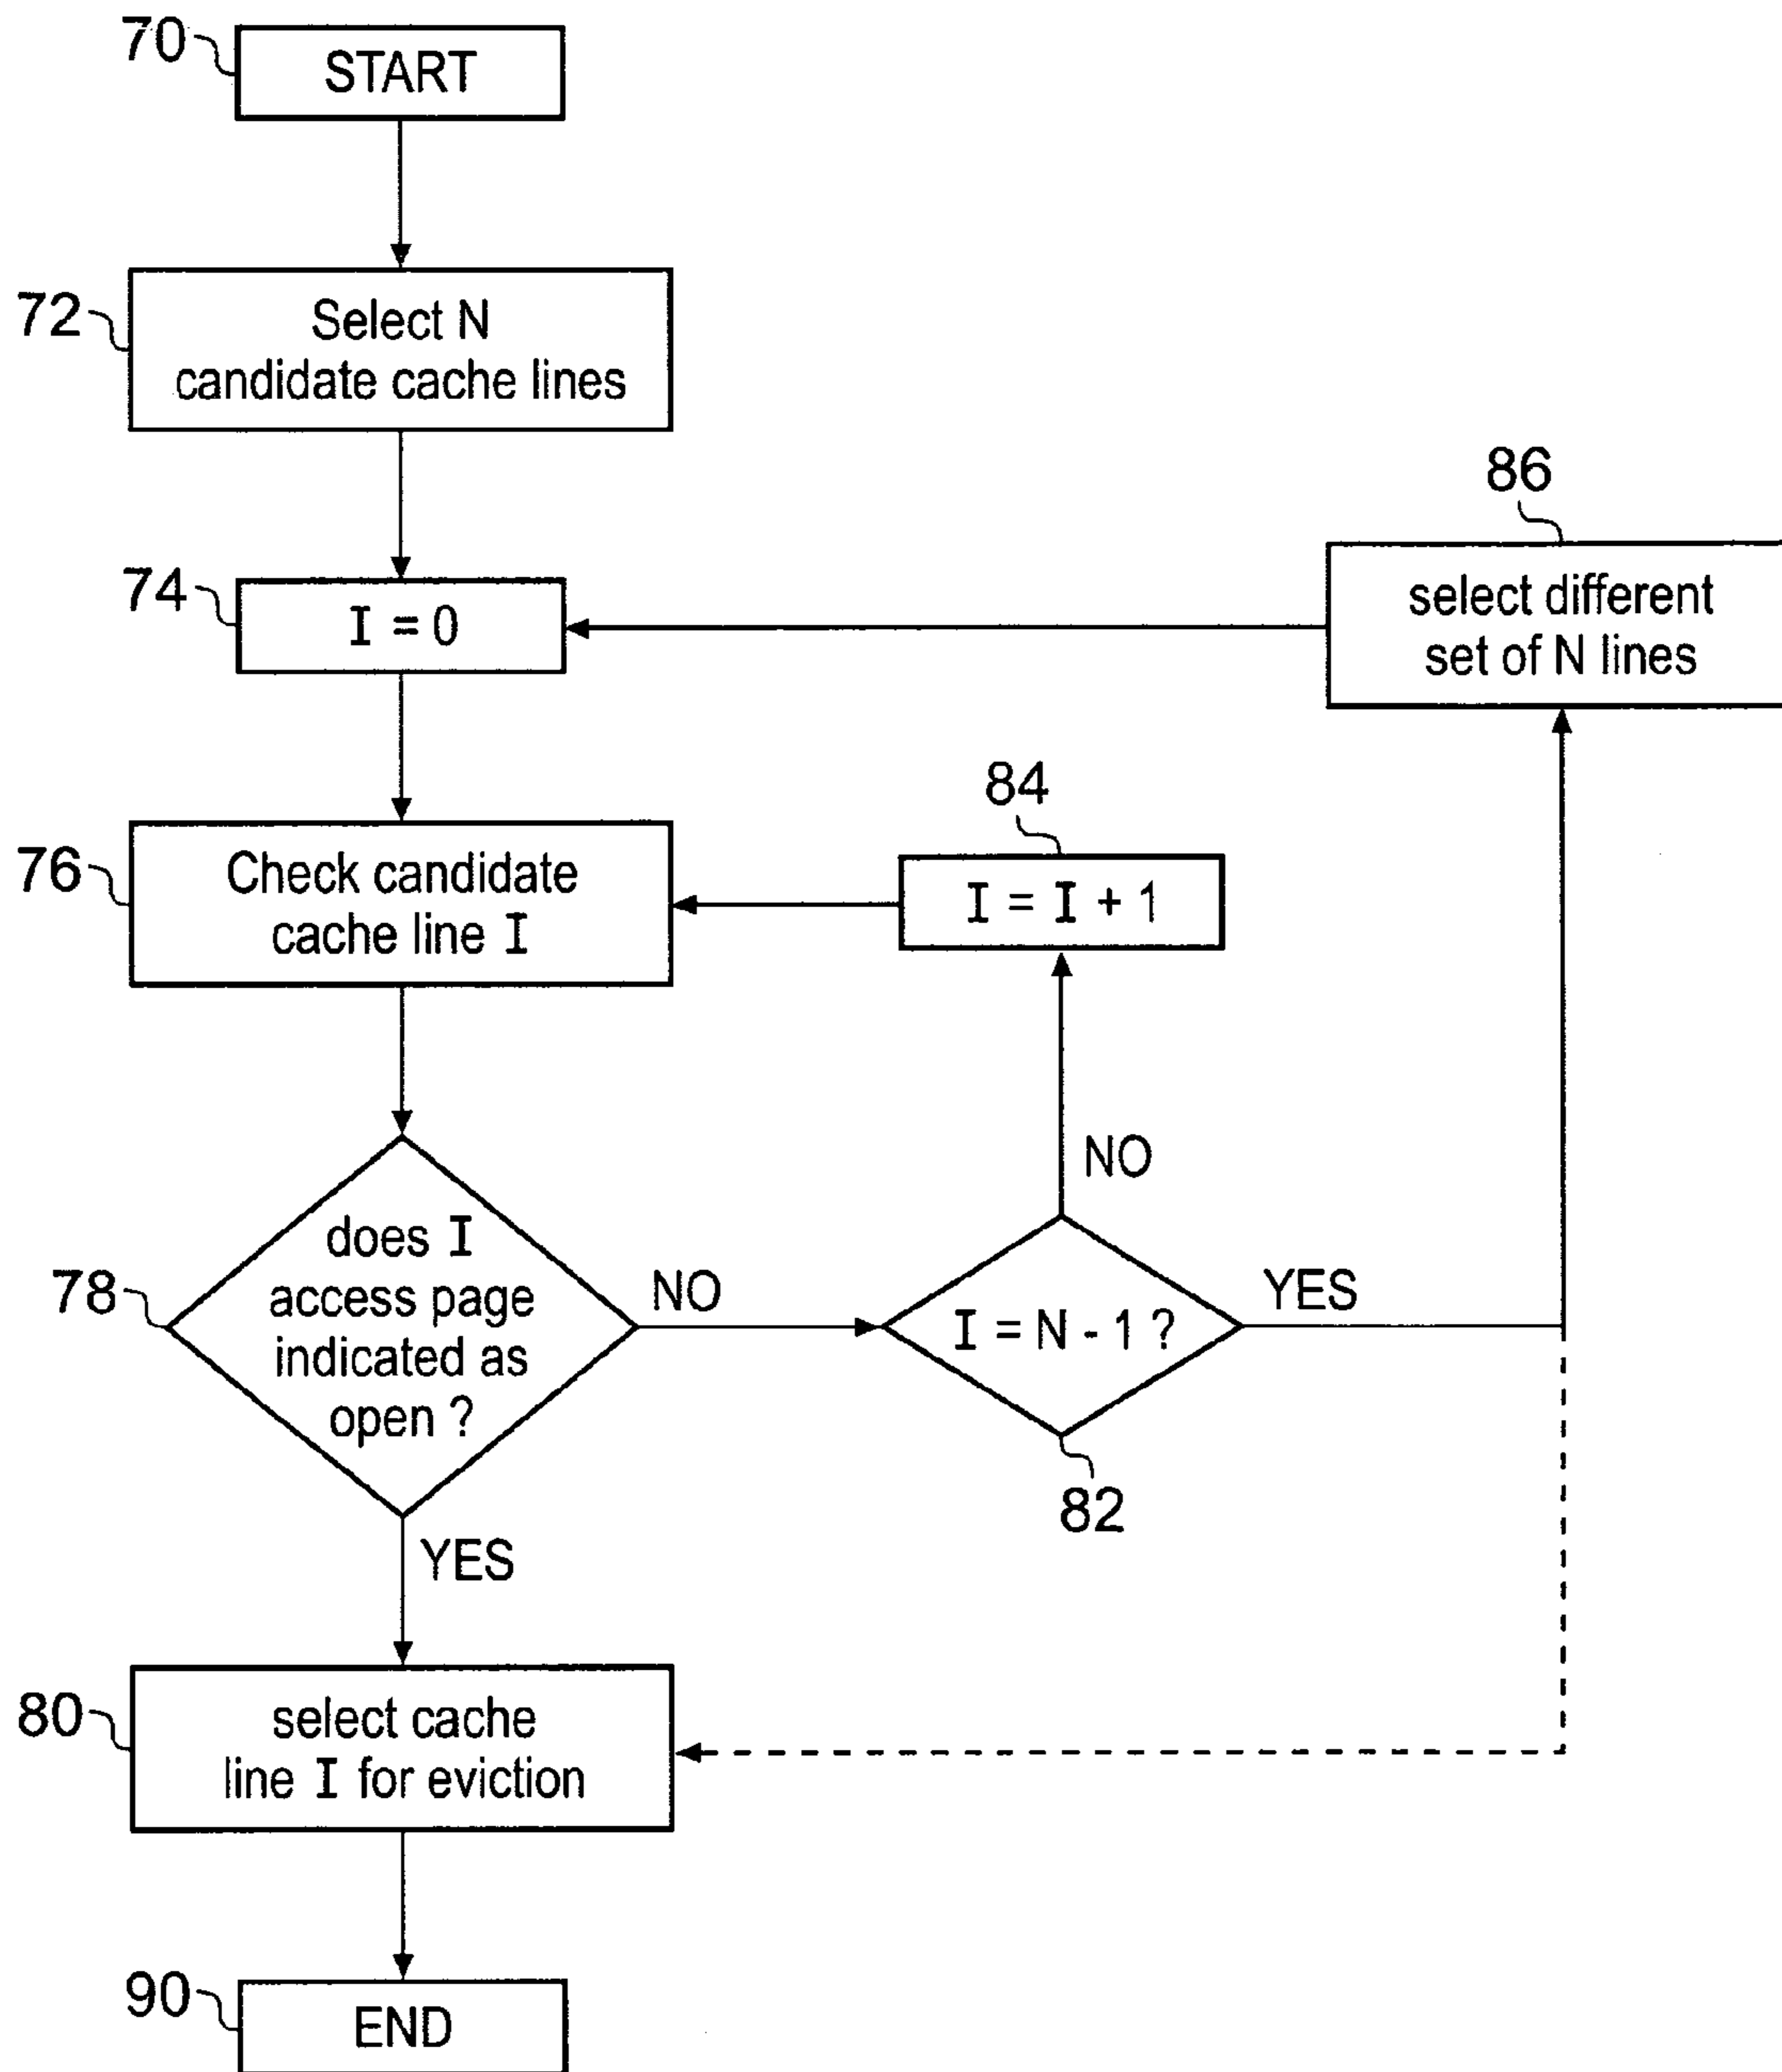 70
START
72
Select N
candidate cache lines
86
select different
set of N lines
74
I = 0
84
I = I + 1
76
Check candidate
cache line I
NO
78
does I
access page
indicated as
open ?
NO
I = N - 1 ?
YES
82
YES
80
select cache
line I for eviction
90
END